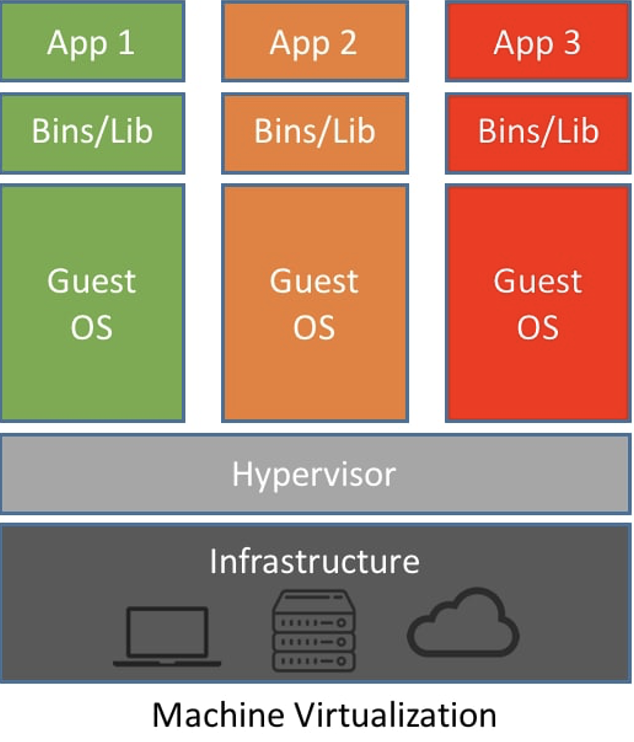 App 1
App 2
App 3
Bins/Lib
Bins/Lib
Bins/Lib
Guest
OS
Guest
OS
Guest
OS
Hypervisor
Infrastructure
Machine Virtualization